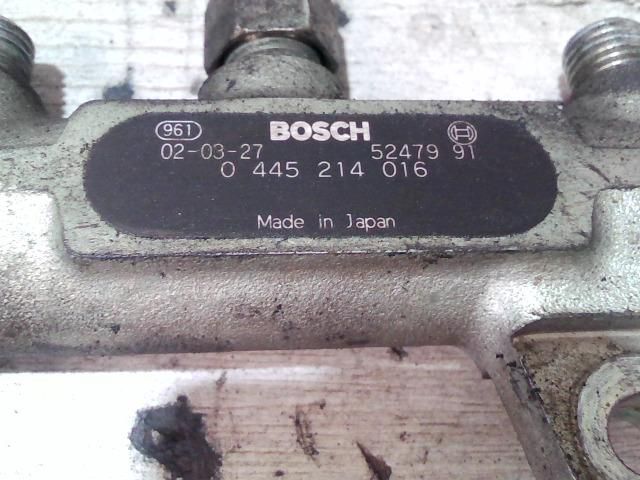 961 BOSCH
02-03-27 52479 91
0 445 214 016
Made in Japan